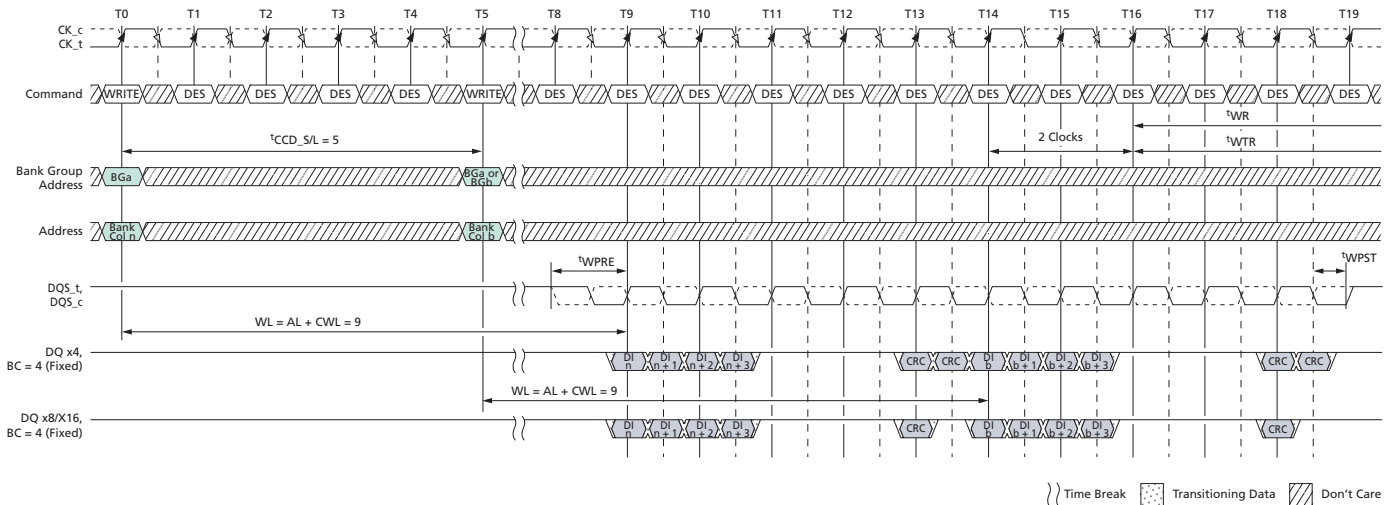 T0 T1 T2 T3 T4 T5 T8 T9 T10 T11 T12 T13 T14 T15 T16 T17 T18 T19
CK_c
CK_t
Command WRITE DES DES DES DES WRITE DES DES DES DES DES DES DES DES DES DES DES DES
tWR
tCCD_S/L = 5
2 Clocks
tWTR
Bank Group
Address
BGa
BGa or
BGb
Address
Bank
Col n
Bank
Col b
tWPRE
tWPST
DQS_t,
DQS_c
WL = AL + CWL = 9
DQ x4,
BC = 4 (Fixed)
DI
n
DI
n + 1
DI
n + 2
DI
n + 3
CRC CRC
DI
b
DI
b + 1
DI
b + 2
DI
b + 3
CRC CRC
WL = AL + CWL = 9
DQ x8/X16,
BC = 4 (Fixed)
DI
n
DI
n + 1
DI
n + 2
DI
n + 3
CRC
DI
b
DI
b + 1
DI
b + 2
DI
b + 3
CRC
Time Break Transitioning Data Don't Care